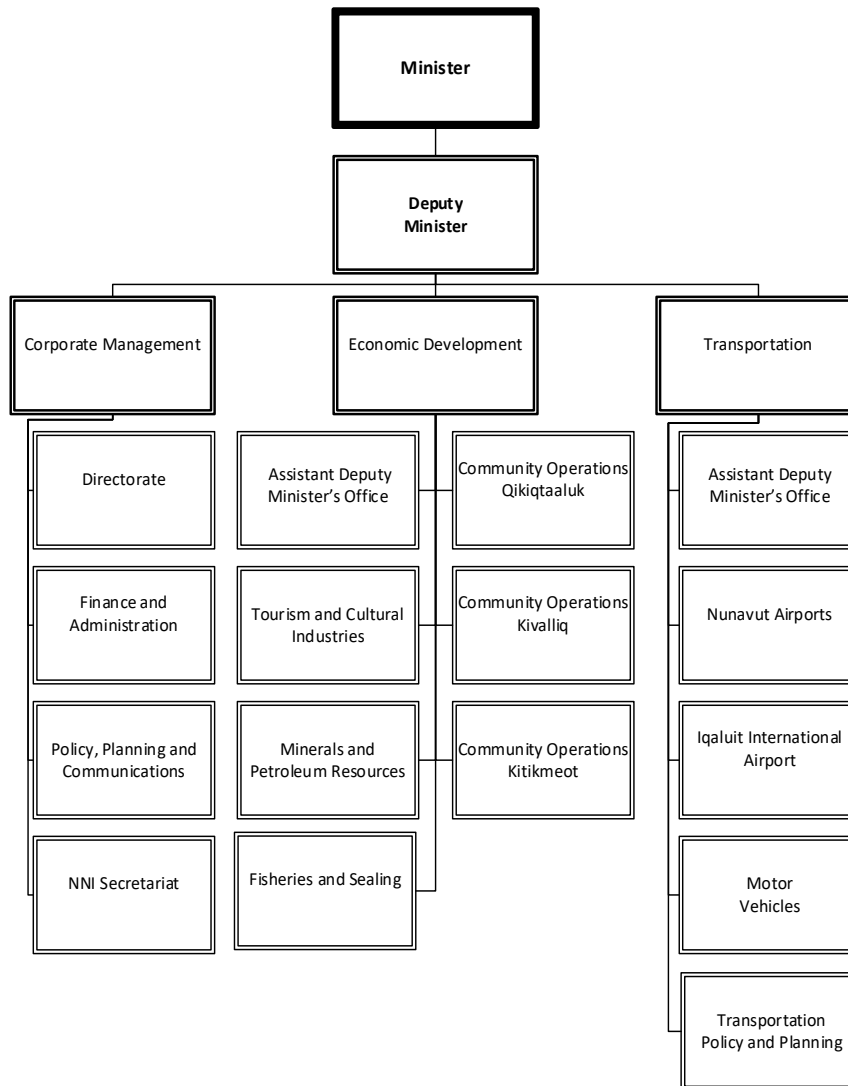 Minister
Deputy
Minister
Corporate Management
Economic Development
Transportation
Directorate
Assistant Deputy
Minister’s Office
Community Operations
Qikiqtaaluk
Assistant Deputy
Minister’s Office
Finance and
Administration
Tourism and Cultural
Industries
Community Operations
Kivalliq
Nunavut Airports
Policy, Planning and
Communications
Minerals and
Petroleum Resources
Community Operations
Kitikmeot
Iqaluit International
Airport
NNI Secretariat
Fisheries and Sealing
Motor
Vehicles
Transportation
Policy and Planning